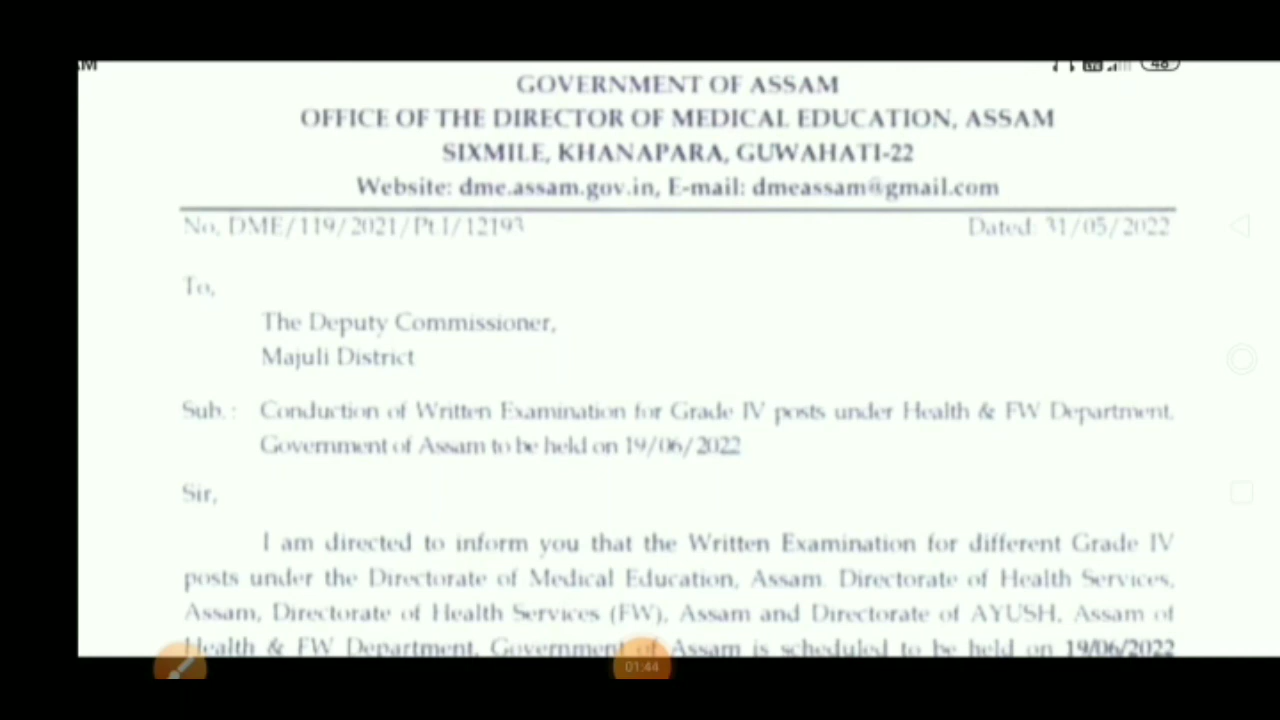 GOVERNMENT OF ASSAM
OFFICE OF THE DIRECTOR OF MEDICAL EDUCATION, ASSAM
SIXMILE, KHANAPARA, GUWAHATI-22
Website: dme.assam.gov.in, E-mail: dmeassam@gmail.com
No. DME/119/2021/Pt.I/12193 Dated: 31/05/2022
To,
The Deputy Commissioner,
Majuli District
Sub.: Conduction of Written Examination for Grade IV posts under Health & FW Department,
Government of Assam to be held on 19/06/2022
Sir,
I am directed to inform you that the Written Examination for different Grade IV
posts under the Directorate of Medical Education, Assam. Directorate of Health Services,
Assam, Directorate of Health Services (FW), Assam and Directorate of AYUSH, Assam of
Health & FW Department, Government of Assam is scheduled to be held on 19/06/2022
01:44